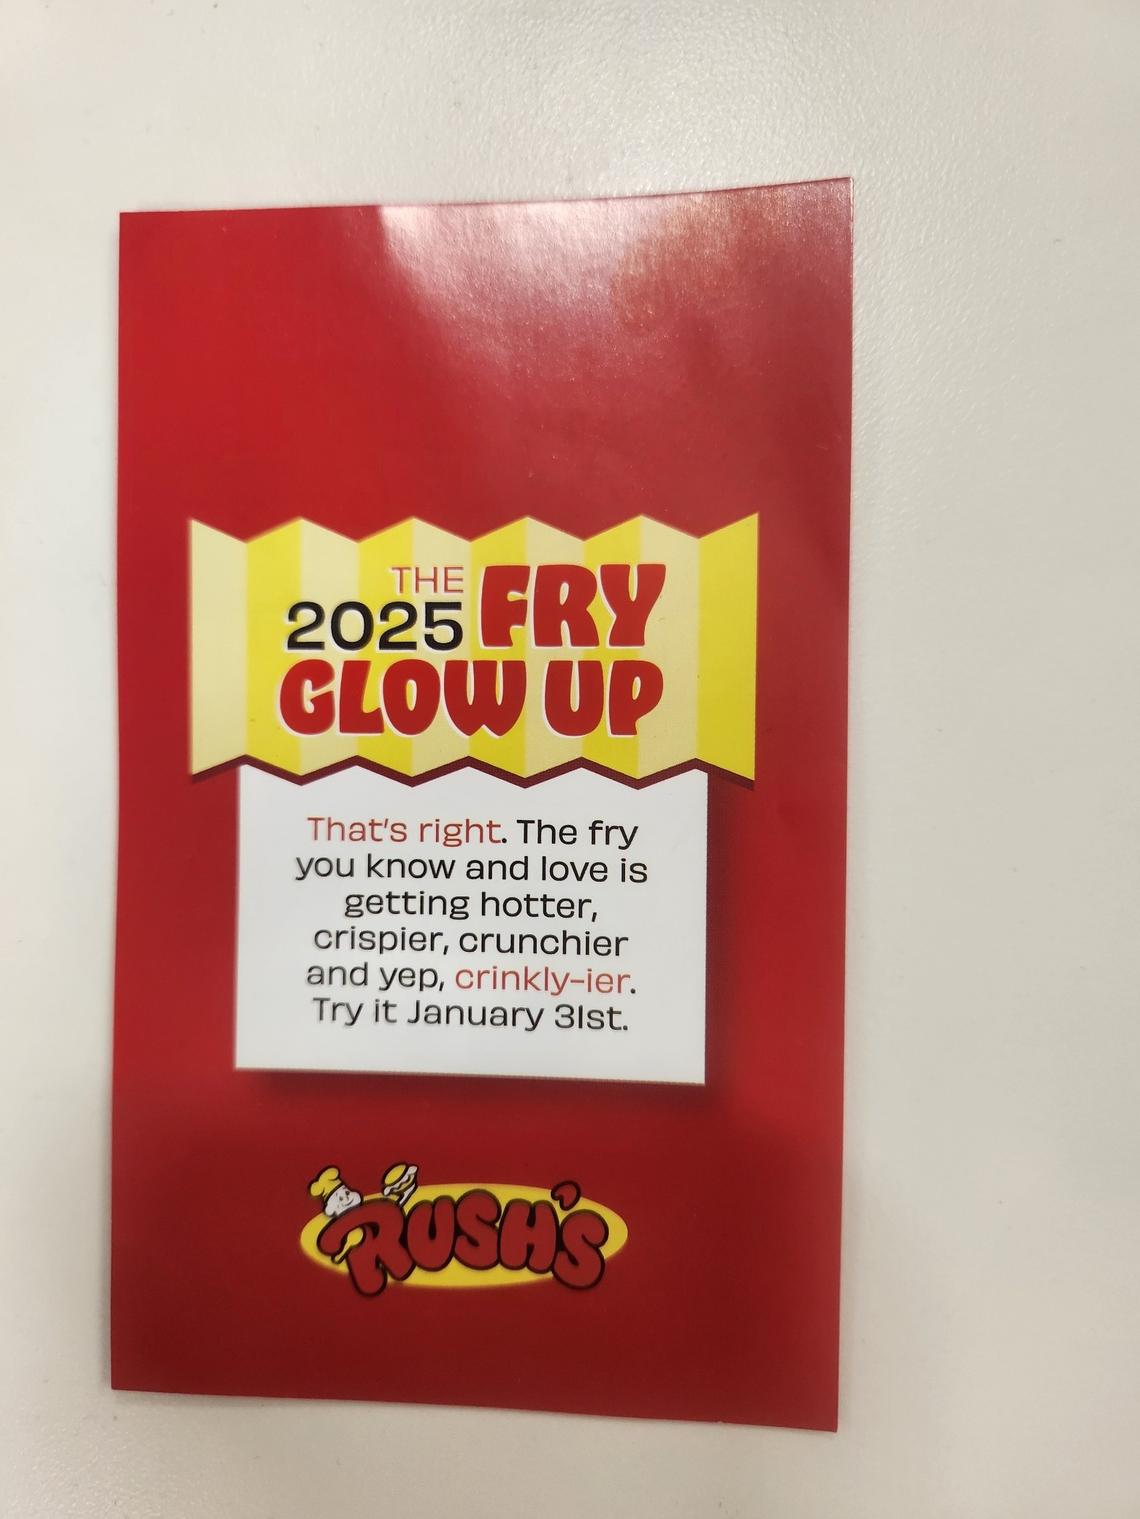 THE
2025 FRY
GLOW UP
That's right. The fry
you know and love is
getting hotter,
crispier, crunchier
and yep, crinkly-ier.
Try it January 31st.
RUSH'S